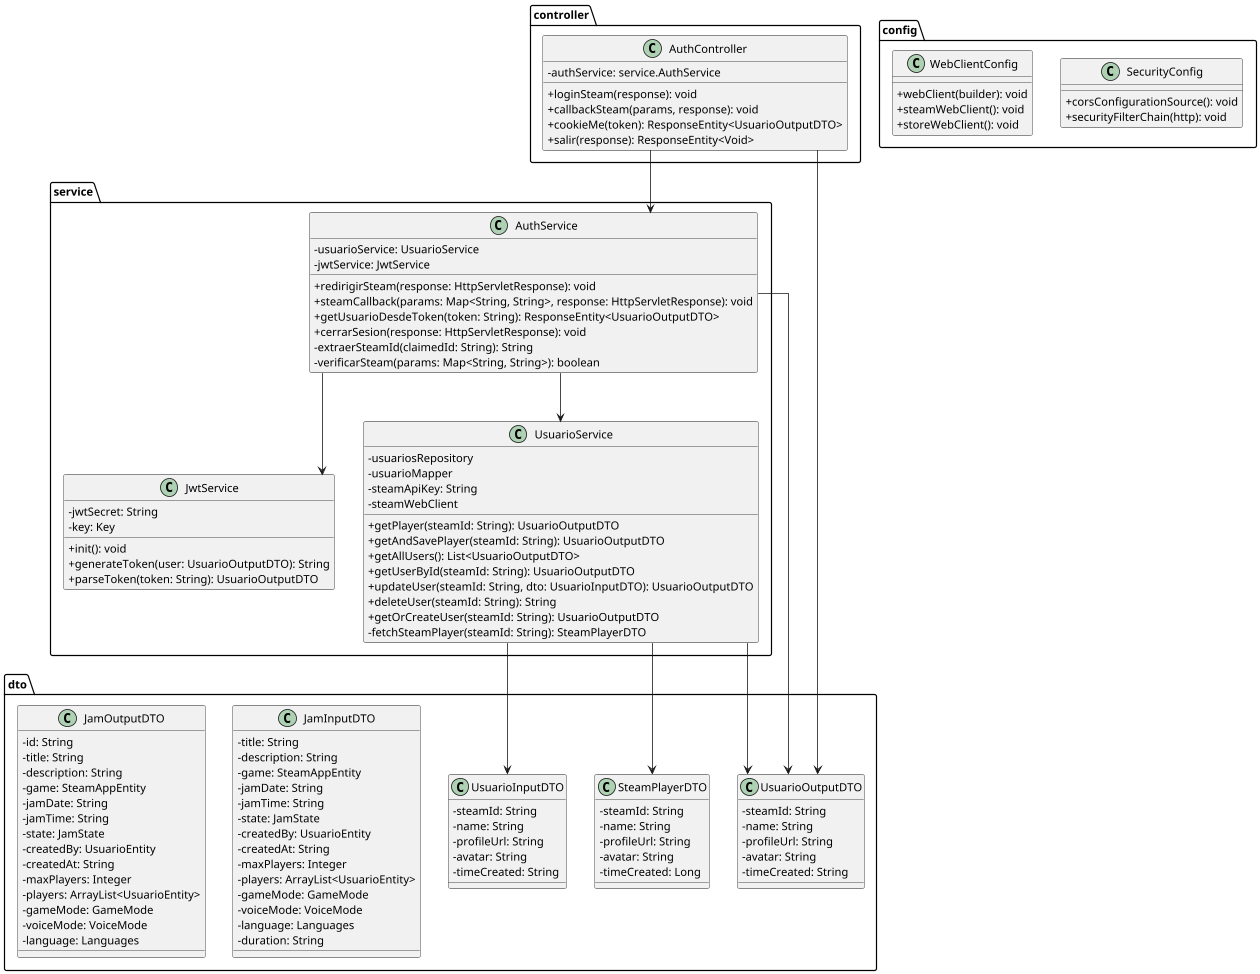 controller
C AuthController
-authService: service.AuthService
+loginSteam(response): void
+callbackSteam(params, response): void
+cookieMe(token): ResponseEntity<UsuarioOutputDTO>
+salir(response): ResponseEntity<Void>
config
C WebClientConfig
+webClient(builder): void
+steamWebClient(): void
+storeWebClient(): void
C SecurityConfig
+corsConfigurationSource(): void
+securityFilterChain(http): void
service
C AuthService
-usuarioService: UsuarioService
-jwtService: JwtService
+redirigirSteam(response: HttpServletResponse): void
+steamCallback(params: Map<String, String>, response: HttpServletResponse): void
+getUsuarioDesdeToken(token: String): ResponseEntity<UsuarioOutputDTO>
+cerrarSesion(response: HttpServletResponse): void
-extraerSteamId(claimedId: String): String
-verificarSteam(params: Map<String, String>): boolean
C JwtService
-jwtSecret: String
-key: Key
+init(): void
+generateToken(user: UsuarioOutputDTO): String
+parseToken(token: String): UsuarioOutputDTO
C UsuarioService
-usuariosRepository
-usuarioMapper
-steamApiKey: String
-steamWebClient
+getPlayer(steamId: String): UsuarioOutputDTO
+getAndSavePlayer(steamId: String): UsuarioOutputDTO
+getAllUsers(): List<UsuarioOutputDTO>
+getUserById(steamId: String): UsuarioOutputDTO
+updateUser(steamId: String, dto: UsuarioInputDTO): UsuarioOutputDTO
+deleteUser(steamId: String): String
+getOrCreateUser(steamId: String): UsuarioOutputDTO
-fetchSteamPlayer(steamId: String): SteamPlayerDTO
dto
C JamOutputDTO
-id: String
-title: String
-description: String
-game: SteamAppEntity
-jamDate: String
-jamTime: String
-state: JamState
-createdBy: UsuarioEntity
-createdAt: String
-maxPlayers: Integer
-players: ArrayList<UsuarioEntity>
-gameMode: GameMode
-voiceMode: VoiceMode
-language: Languages
C JamInputDTO
-title: String
-description: String
-game: SteamAppEntity
-jamDate: String
-jamTime: String
-state: JamState
-createdBy: UsuarioEntity
-createdAt: String
-maxPlayers: Integer
-players: ArrayList<UsuarioEntity>
-gameMode: GameMode
-voiceMode: VoiceMode
-language: Languages
-duration: String
C UsuarioInputDTO
-steamId: String
-name: String
-profileUrl: String
-avatar: String
-timeCreated: String
C SteamPlayerDTO
-steamId: String
-name: String
-profileUrl: String
-avatar: String
-timeCreated: Long
C UsuarioOutputDTO
-steamId: String
-name: String
-profileUrl: String
-avatar: String
-timeCreated: String